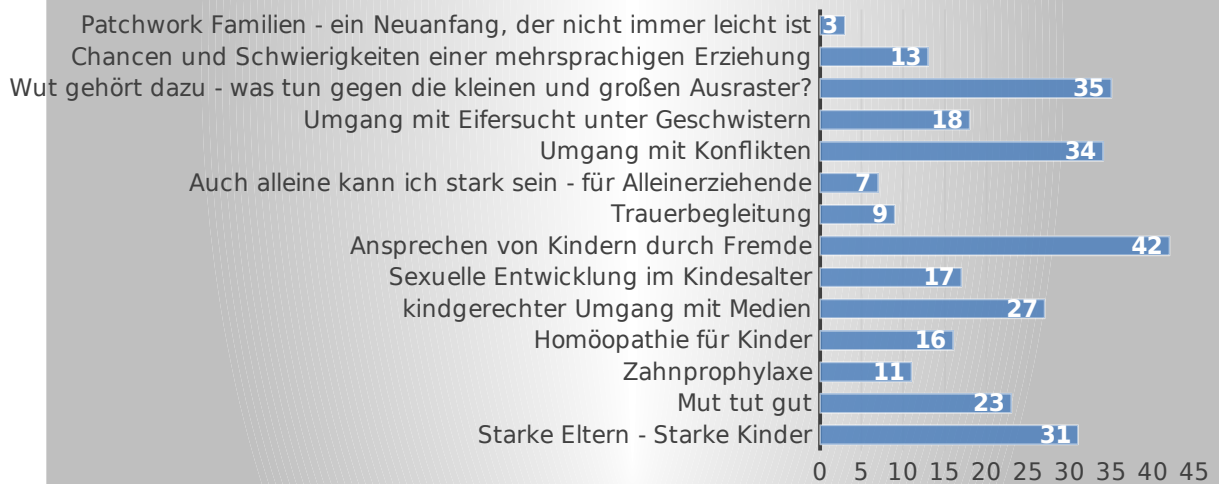 Patchwork Familien - ein Neuanfang, der nicht immer leicht ist 3
Chancen und Schwierigkeiten einer mehrsprachigen Erziehung 13
Wut gehört dazu - was tun gegen die kleinen und großen Ausraster? 35
Umgang mit Eifersucht unter Geschwistern 18
Umgang mit Konflikten 34
Auch alleine kann ich stark sein - für Alleinerziehende 7
Trauerbegleitung 9
Ansprechen von Kindern durch Fremde 42
Sexuelle Entwicklung im Kindesalter 17
kindgerechter Umgang mit Medien 27
Homöopathie für Kinder 16
Zahnprophylaxe 11
Mut tut gut 23
Starke Eltern - Starke Kinder 31
0 5 10 15 20 25 30 35 40 45